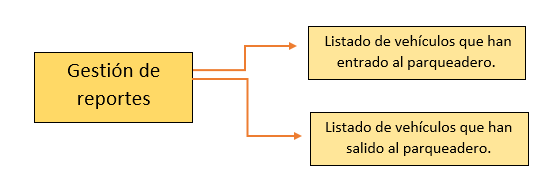 Gestión de
reportes
Listado de vehículos que han
entrado al parqueadero.
Listado de vehículos que han
salido al parqueadero.